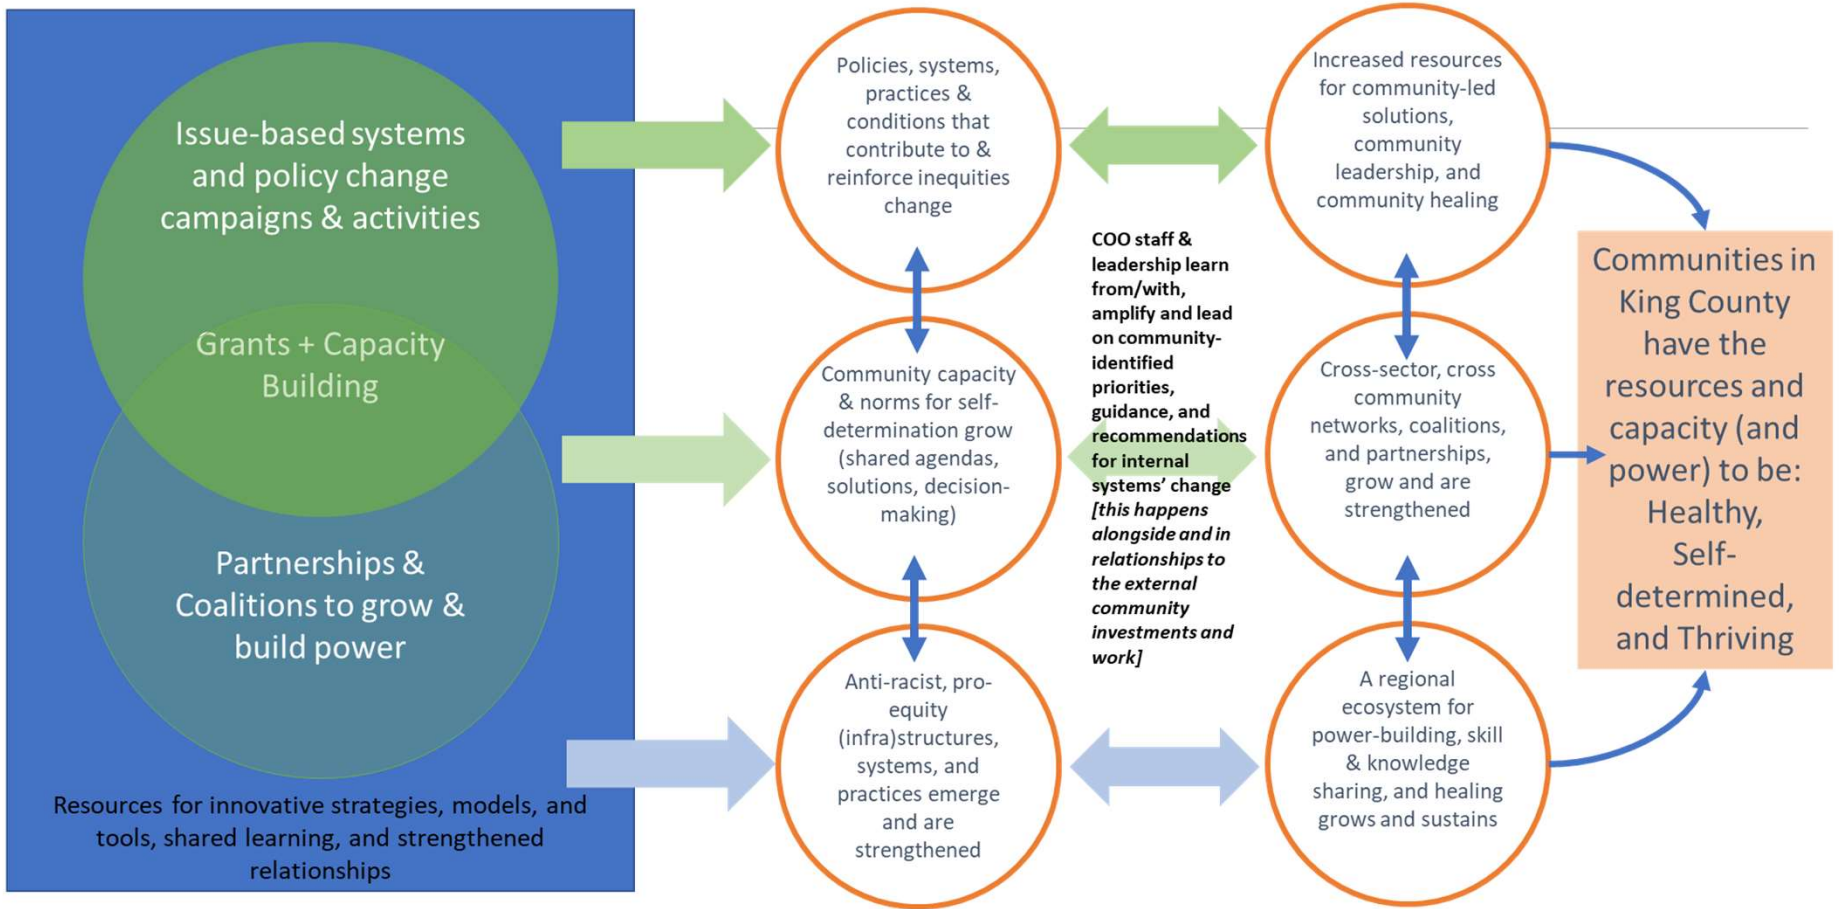 Issue-based systems
and policy change
campaigns & activities
Grants + Capacity
Building
Partnerships &
Coalitions to grow &
build power
Resources for innovative strategies, models, and
tools, shared learning, and strengthened
relationships
Policies, systems,
practices &
conditions that
contribute to &
reinforce inequities
change
Community capacity
& norms for self-
determination grow
(shared agendas,
solutions, decision-
making)
Anti-racist, pro-
equity
(infra)structures,
systems, and
practices emerge
and are
strengthened
COO staff &
leadership learn
from/with,
amplify and lead
on community-
identified
priorities,
guidance, and
recommendations
for internal
systems’ change
[this happens
alongside and in
relationships to
the external
community
investments and
work]
Increased resources
for community-led
solutions,
community
leadership, and
community healing
Cross-sector, cross
community
networks, coalitions,
and partnerships,
grow and are
strengthened
A regional
ecosystem for
power-building, skill
& knowledge
sharing, and healing
grows and sustains
Communities in
King County
have the
resources and
capacity (and
power) to be:
Healthy,
Self-
determined,
and Thriving